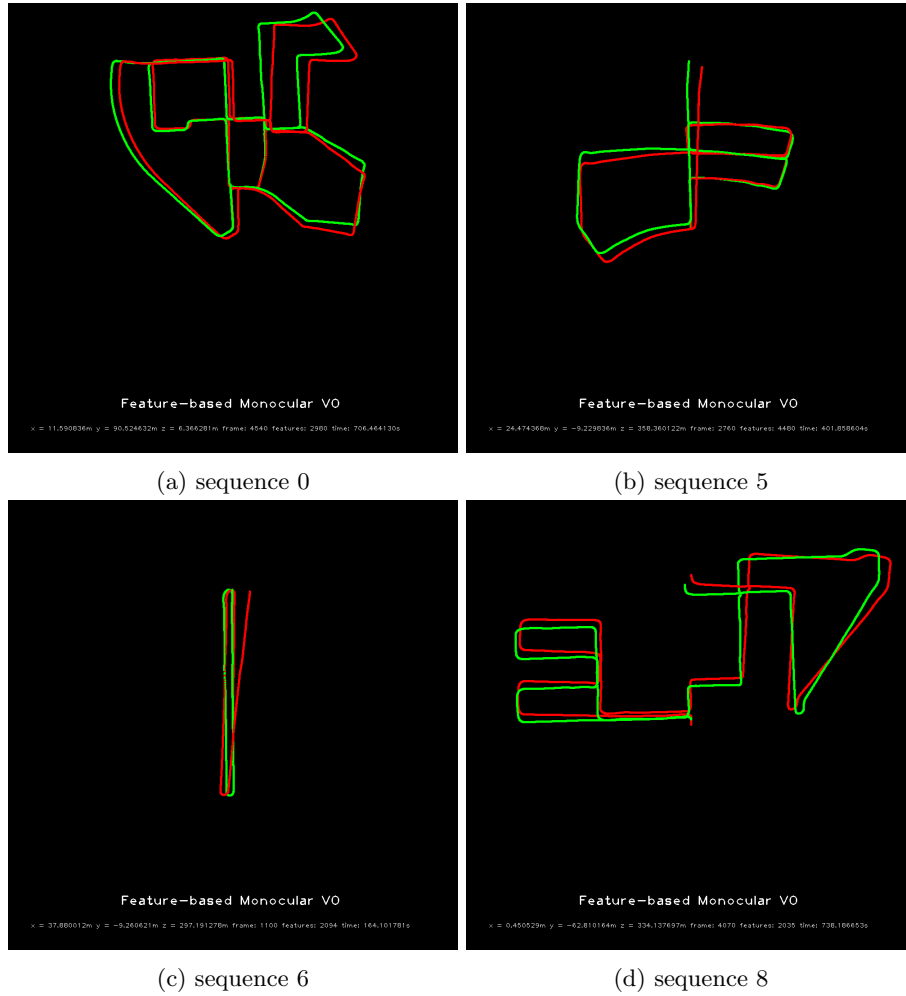 Feature-based Monocular VO
x = 11.590836m y = 90.524632m z = 6.366281m frame: 4540 features: 2980 time: 706.464130s
(a) sequence 0
Feature-based Monocular VO
x = 24.474368m y = -9.229836m z = 358.360122m frame: 2760 features: 4480 time: 401.858604s
(b) sequence 5
Feature-based Monocular VO
x = 37.880012m y = -9.260621m z = 297.191278m frame: 1100 features: 2094 time: 164.101781s
(c) sequence 6
Feature-based Monocular VO
x = 0.450529m y = -62.810164m z = 334.137697m frame: 4070 features: 2035 time: 738.186653s
(d) sequence 8